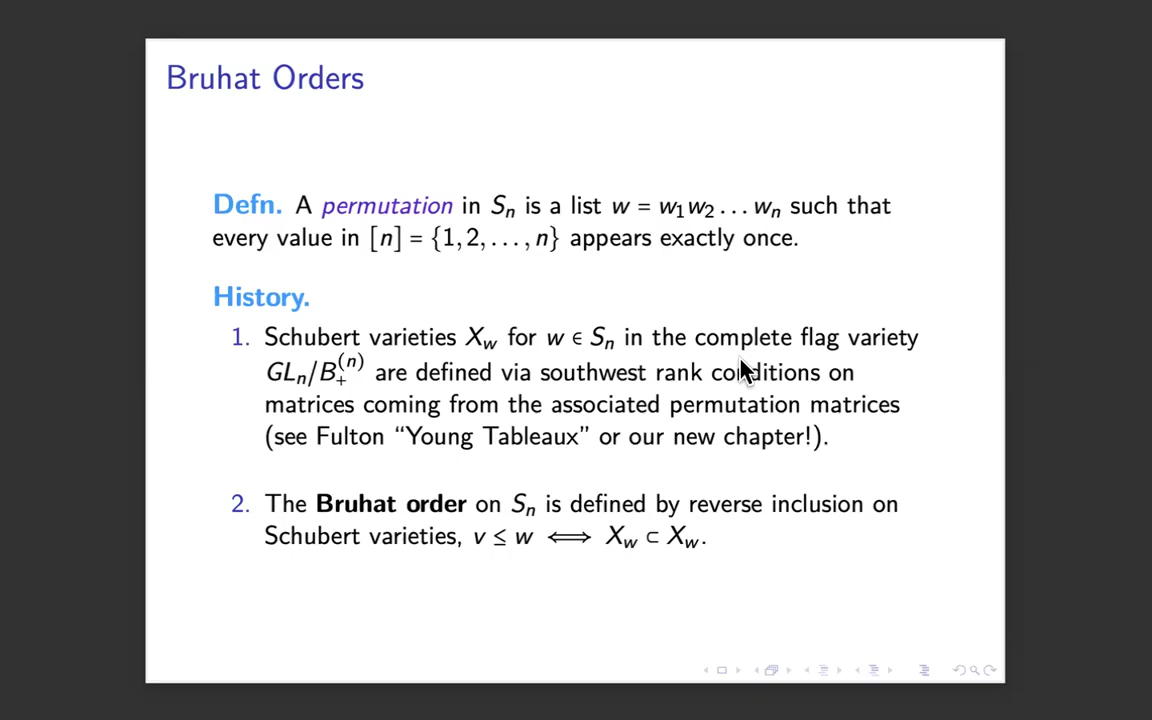 Bruhat Orders
Defn. A permutation in Sₙ is a list w = w₁w₂ . . . wₙ such that
every value in [n] = {1, 2, . . . , n} appears exactly once.
History.
1. Schubert varieties X_w for w ∈ Sₙ in the complete flag variety
GLₙ/B₊⁽ⁿ⁾ are defined via southwest rank conditions on
matrices coming from the associated permutation matrices
(see Fulton “Young Tableaux” or our new chapter!).
2. The Bruhat order on Sₙ is defined by reverse inclusion on
Schubert varieties, v ≤ w ⟺ X_w ⊂ X_w.